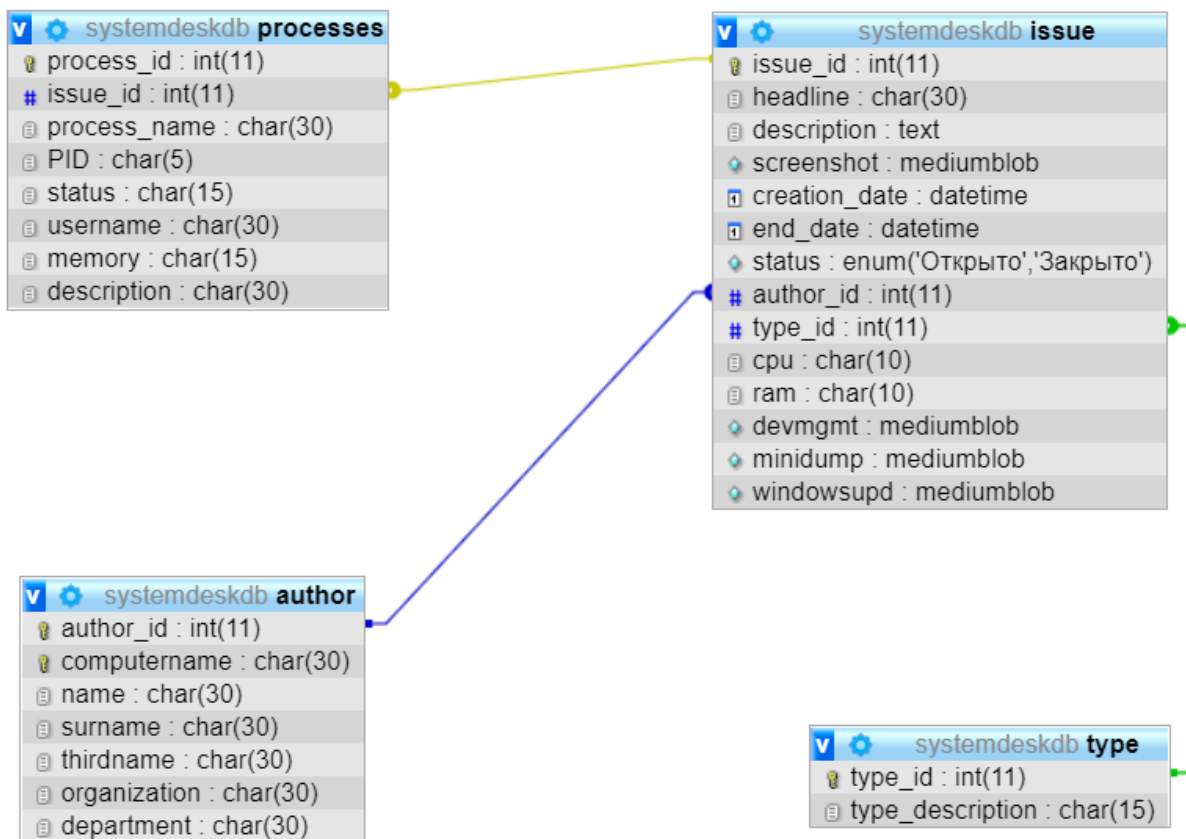 systemdeskdb processes
process_id : int(11)
issue_id : int(11)
process_name : char(30)
PID : char(5)
status : char(15)
username : char(30)
memory : char(15)
description : char(30)
systemdeskdb issue
issue_id : int(11)
headline : char(30)
description : text
screenshot : mediumblob
creation_date : datetime
end_date : datetime
status : enum('Открыто','Закрыто')
author_id : int(11)
type_id : int(11)
cpu : char(10)
ram : char(10)
devmgmt : mediumblob
minidump : mediumblob
windowsupd : mediumblob
systemdeskdb author
author_id : int(11)
computername : char(30)
name : char(30)
surname : char(30)
thirdname : char(30)
organization : char(30)
department : char(30)
systemdeskdb type
type_id : int(11)
type_description : char(15)